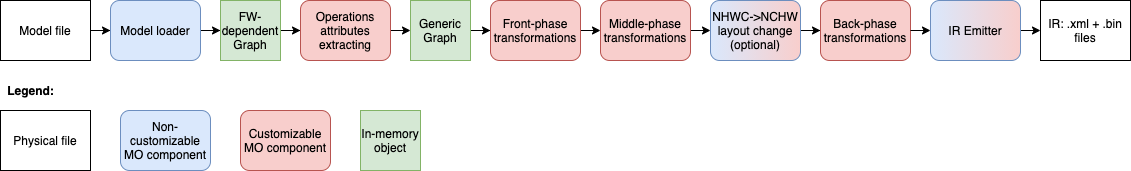 Model file
Model loader
FW-
dependent
Graph
Operations
attributes
extracting
Generic
Graph
Front-phase
transformations
Middle-phase
transformations
NHWC->NCHW
layout change
(optional)
Back-phase
transformations
IR Emitter
IR: .xml + .bin
files
Legend:
Physical file
Non-
customizable
MO component
Customizable
MO component
In-memory
object